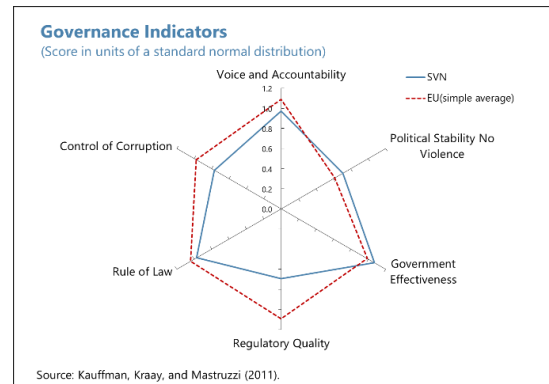 Governance Indicators
(Score in units of a standard normal distribution)
Voice and Accountability
SVN
EU(simple average)
1.2
1.0
0.8
0.6
0.4
0.2
0.0
Control of Corruption
Political Stability No
Violence
Rule of Law
Government
Effectiveness
Regulatory Quality
Source: Kauffman, Kraay, and Mastruzzi (2011).